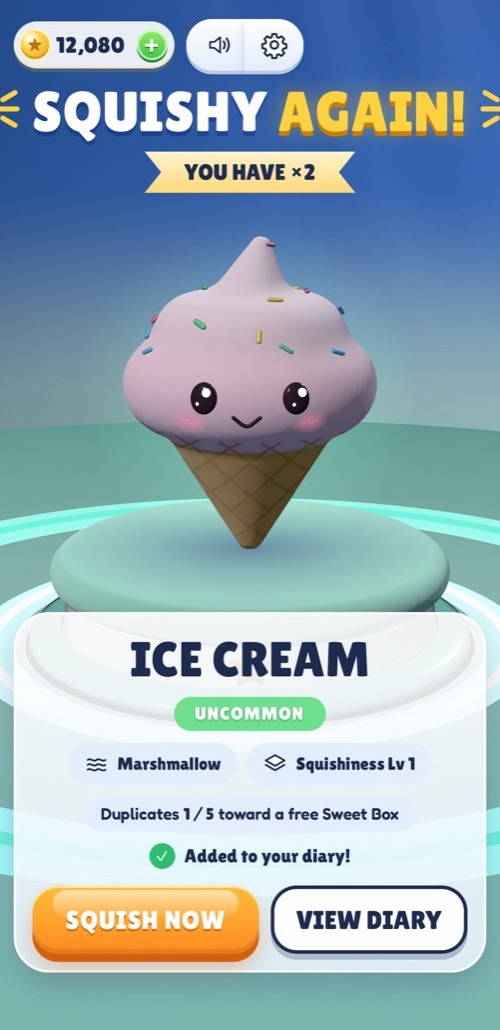 12,080
SQUISHY AGAIN!
YOU HAVE ×2
ICE CREAM
UNCOMMON
Marshmallow
Squishiness Lv 1
Duplicates 1 / 5 toward a free Sweet Box
Added to your diary!
SQUISH NOW
VIEW DIARY